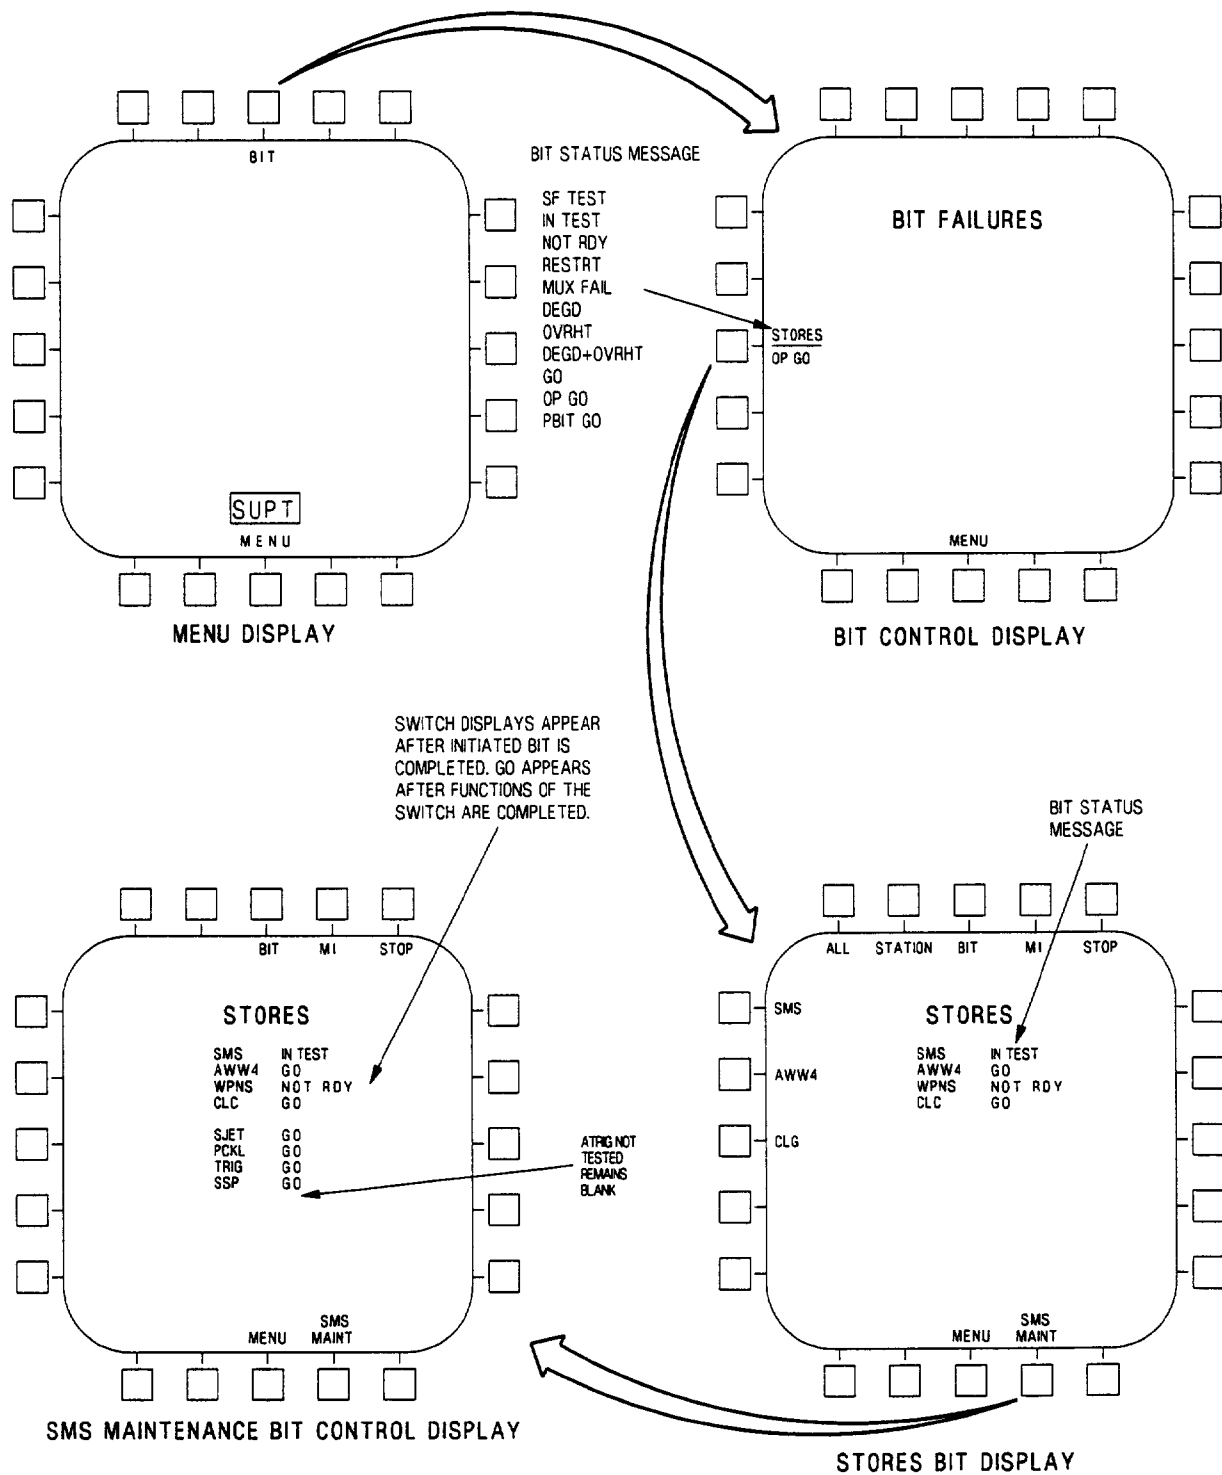 BIT
SUPT
MENU
MENU DISPLAY
BIT STATUS MESSAGE
SF TEST
IN TEST
NOT RDY
RESTRT
MUX FAIL
DEGD
OVRHT
DEGD+OVRHT
GO
OP GO
PBIT GO
BIT FAILURES
STORES
OP GO
MENU
BIT CONTROL DISPLAY
SWITCH DISPLAYS APPEAR
AFTER INITIATED BIT IS
COMPLETED. GO APPEARS
AFTER FUNCTIONS OF THE
SWITCH ARE COMPLETED.
BIT MI STOP
STORES
SMS IN TEST
AWW4 GO
WPNS NOT RDY
CLC GO
SJET GO
PCKL GO
TRIG GO
SSP GO
ATRIG NOT
TESTED
REMAINS
BLANK
MENU SMS
MAINT
SMS MAINTENANCE BIT CONTROL DISPLAY
BIT STATUS
MESSAGE
ALL STATION BIT MI STOP
SMS
AWW4
CLG
STORES
SMS IN TEST
AWW4 GO
WPNS NOT RDY
CLC GO
MENU SMS
MAINT
STORES BIT DISPLAY